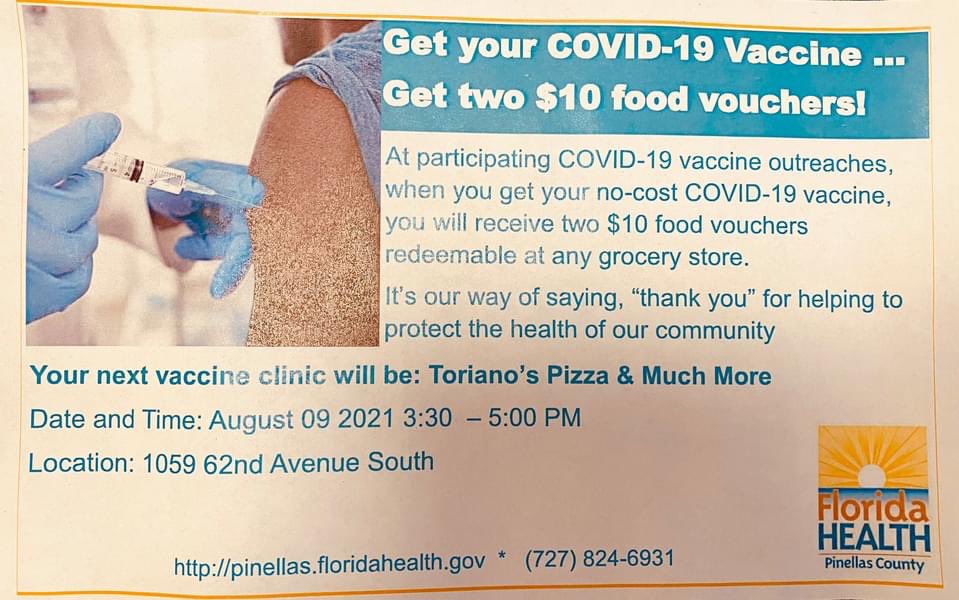 Get your COVID-19 Vaccine ...
Get two $10 food vouchers!
At participating COVID-19 vaccine outreaches,
when you get your no-cost COVID-19 vaccine,
you will receive two $10 food vouchers
redeemable at any grocery store.
It's our way of saying, “thank you” for helping to
protect the health of our community
Your next vaccine clinic will be: Toriano's Pizza & Much More
Date and Time: August 09 2021 3:30 – 5:00 PM
Location: 1059 62nd Avenue South
Florida
HEALTH
Pinellas County
http://pinellas.floridahealth.gov * (727) 824-6931